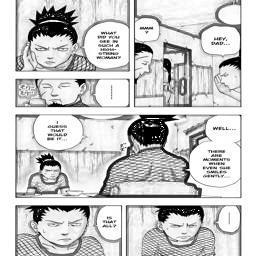 HEY,
DAD...
HMM
?
WHAT
DID YOU
SEE IN
SUCH A
HIGH-
STRUNG
WOMAN?
WELL...
THERE
ARE
MOMENTS
WHEN
EVEN SHE
SMILES
GENTLY...
I
GUESS
THAT
WOULD
BE IT...
IS THAT
ALL?